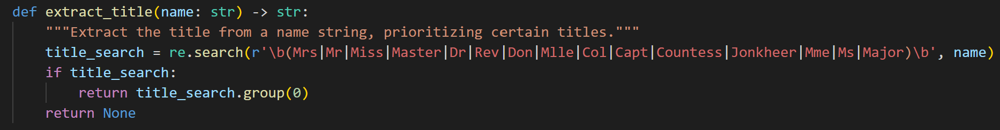 def extract_title(name: str) -> str:
    """Extract the title from a name string, prioritizing certain titles."""
    title_search = re.search(r'\b(Mrs|Mr|Miss|Master|Dr|Rev|Don|Mlle|Col|Capt|Countess|Jonkheer|Mme|Ms|Major)\b', name)
    if title_search:
        return title_search.group(0)
    return None